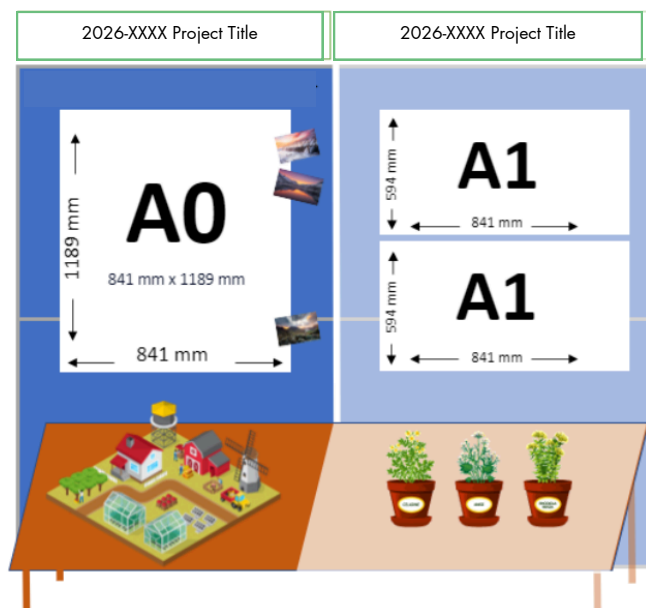 2026-XXXX Project Title
2026-XXXX Project Title
A0
841 mm x 1189 mm
1189 mm
841 mm
A1
594 mm
841 mm
A1
594 mm
841 mm